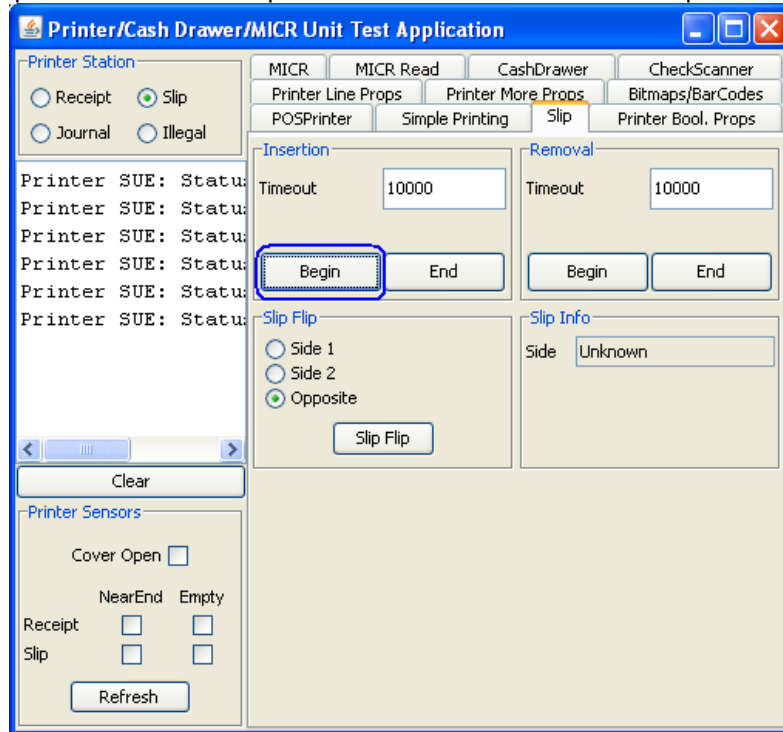 Printer/Cash Drawer/MICR Unit Test Application
Printer Station
Receipt Slip
Journal Illegal
MICR MICR Read CashDrawer CheckScanner
Printer Line Props Printer More Props Bitmaps/BarCodes
POSPrinter Simple Printing Slip Printer Bool. Props
Printer SUE: Statu
Printer SUE: Statu
Printer SUE: Statu
Printer SUE: Statu
Printer SUE: Statu
Printer SUE: Statu
Clear
Printer Sensors
Cover Open
NearEnd Empty
Receipt
Slip
Refresh
Insertion
Timeout 10000
Begin End
Removal
Timeout 10000
Begin End
Slip Flip
Side 1
Side 2
Opposite
Slip Flip
Slip Info
Side Unknown